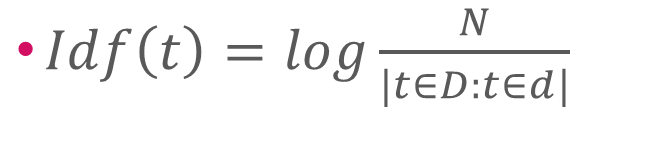 • Idf(t) = log N / |t∈D:t∈d|